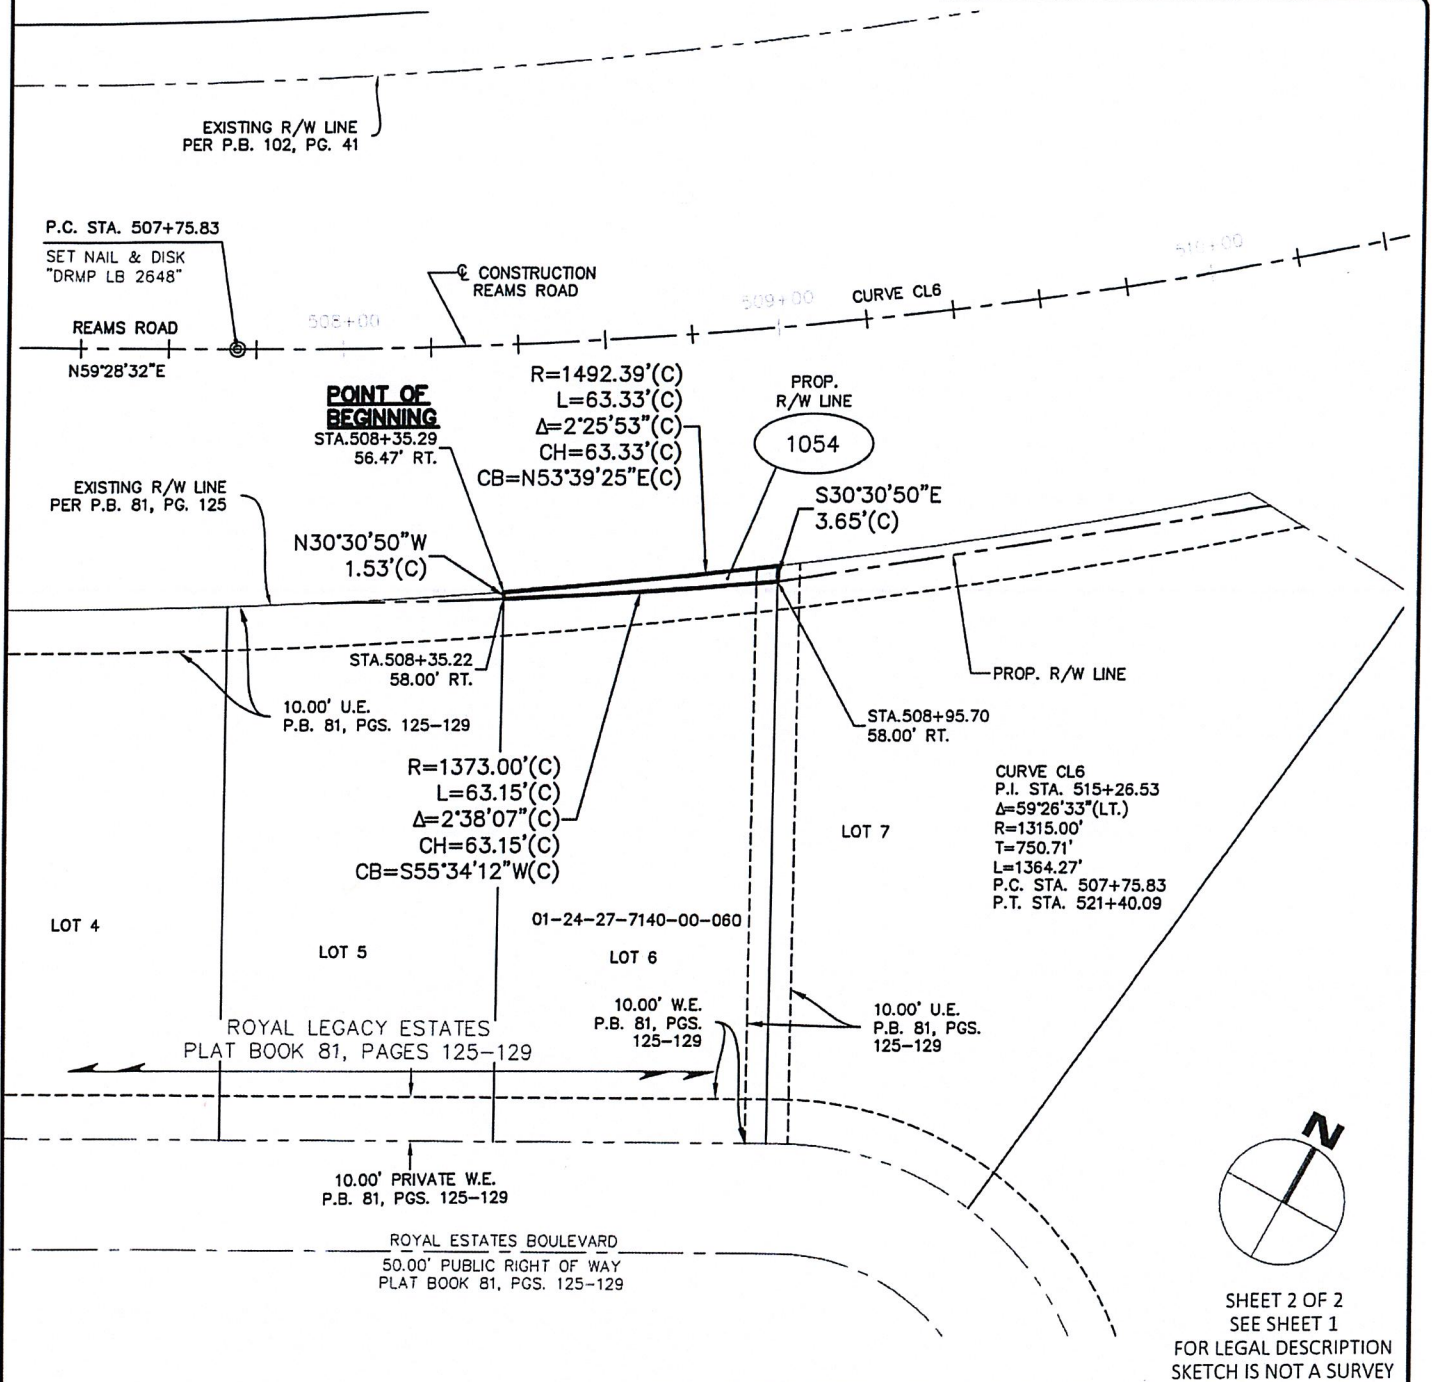 EXISTING R/W LINE
PER P.B. 102, PG. 41
P.C. STA. 507+75.83
SET NAIL & DISK
"DRMP LB 2648"
REAMS ROAD
N59°28'32"E
508+00
℄ CONSTRUCTION
REAMS ROAD
509+00
CURVE CL6
510+00
POINT OF
BEGINNING
STA.508+35.29
56.47' RT.
R=1492.39'(C)
L=63.33'(C)
Δ=2°25'53"(C)
CH=63.33'(C)
CB=N53°39'25"E(C)
PROP.
R/W LINE
1054
EXISTING R/W LINE
PER P.B. 81, PG. 125
N30°30'50"W
1.53'(C)
S30°30'50"E
3.65'(C)
STA.508+35.22
58.00' RT.
10.00' U.E.
P.B. 81, PGS. 125-129
PROP. R/W LINE
STA.508+95.70
58.00' RT.
R=1373.00'(C)
L=63.15'(C)
Δ=2°38'07"(C)
CH=63.15'(C)
CB=S55°34'12"W(C)
CURVE CL6
P.I. STA. 515+26.53
Δ=59°26'33"(LT.)
R=1315.00'
T=750.71'
L=1364.27'
P.C. STA. 507+75.83
P.T. STA. 521+40.09
LOT 7
LOT 4
LOT 5
01-24-27-7140-00-060
LOT 6
10.00' W.E.
P.B. 81, PGS.
125-129
10.00' U.E.
P.B. 81, PGS.
125-129
ROYAL LEGACY ESTATES
PLAT BOOK 81, PAGES 125-129
10.00' PRIVATE W.E.
P.B. 81, PGS. 125-129
ROYAL ESTATES BOULEVARD
50.00' PUBLIC RIGHT OF WAY
PLAT BOOK 81, PGS. 125-129
N
SHEET 2 OF 2
SEE SHEET 1
FOR LEGAL DESCRIPTION
SKETCH IS NOT A SURVEY